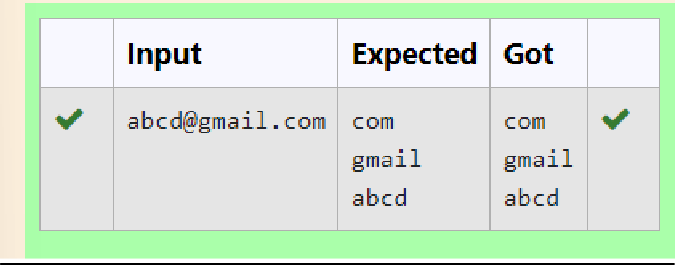 Input Expected Got
abcd@gmail.com com com
gmail gmail
abcd abcd